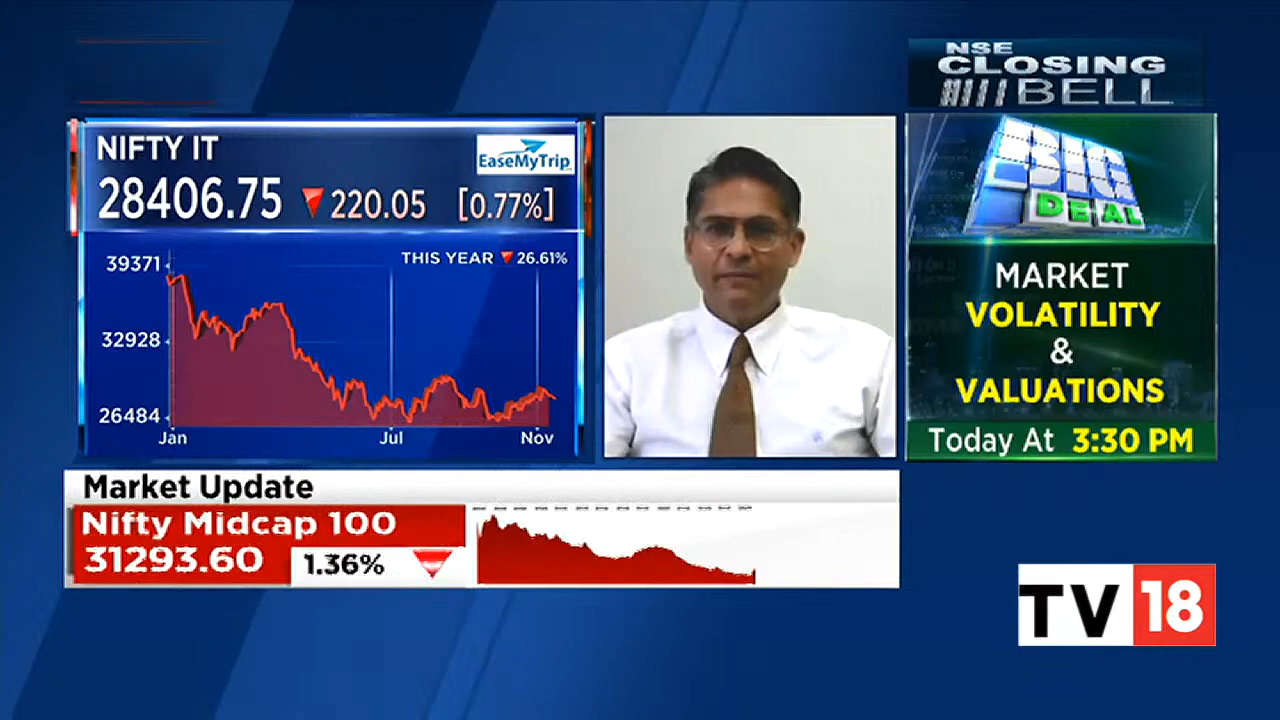 NSE
CLOSING
BELL
NIFTY IT
EaseMyTrip
28406.75 ▼ 220.05 [0.77%]
THIS YEAR ▼ 26.61%
39371
32928
26484
Jan Jul Nov
BIG
DEAL
MARKET
VOLATILITY
&
VALUATIONS
Today At 3:30 PM
Market Update
Nifty Midcap 100
31293.60 1.36%
TV18